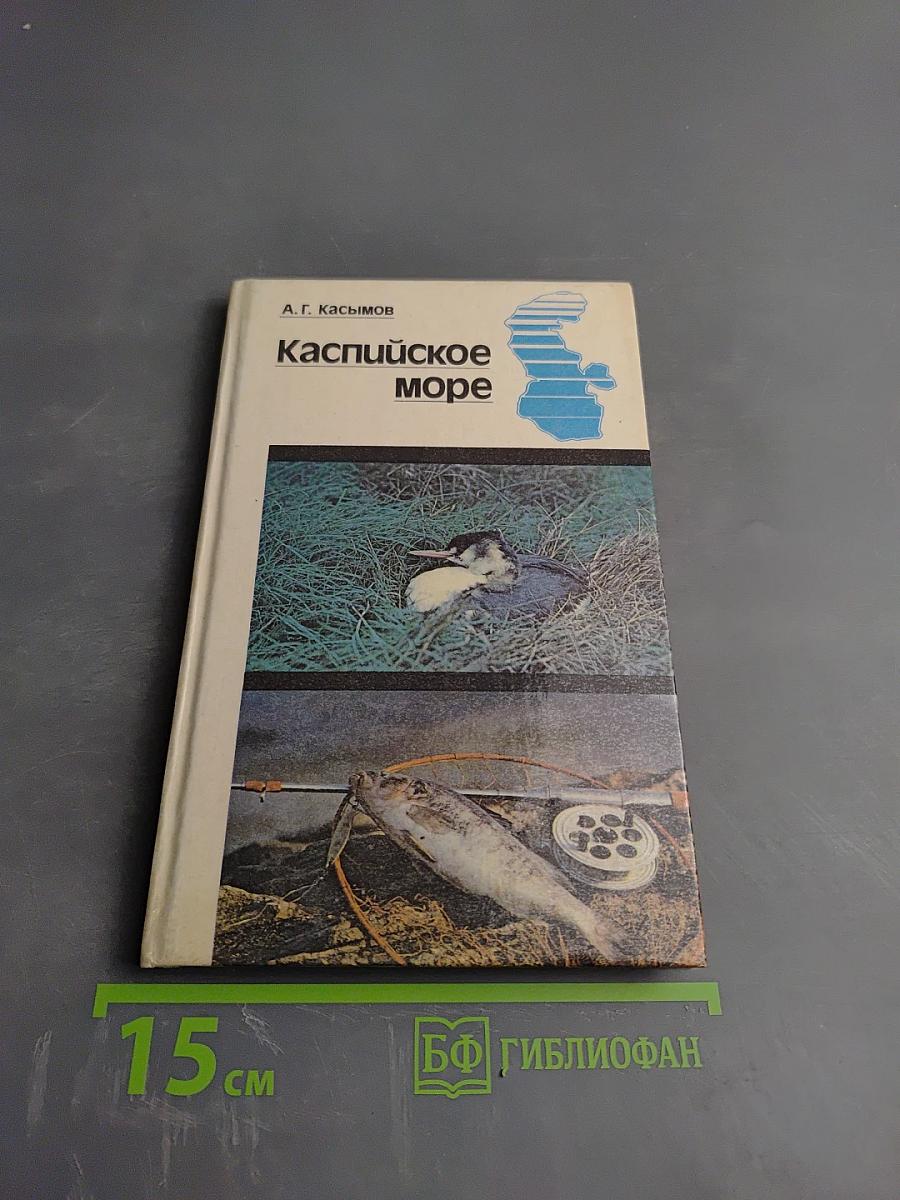 А. Г. Касымов
Каспийское
море
15 см
БФ ГИБЛИОФАН